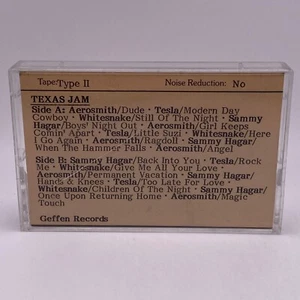 Tape: Type II Noise Reduction: No
TEXAS JAM
Side A: Aerosmith/Dude · Tesla/Modern Day
Cowboy · Whitesnake/Still Of The Night · Sammy
Hagar/Boys' Night Out · Aerosmith/Girl Keeps
Comin' Apart · Tesla/Little Suzi · Whitesnake/Here
I Go Again · Aerosmith/Ragdoll · Sammy Hagar/
When The Hammer Falls · Aerosmith/Angel
Side B: Sammy Hagar/Back Into You · Tesla/Rock
Me · Whitesnake/Give Me All Your Love ·
Aerosmith/Permanent Vacation · Sammy Hagar/
Hands & Knees · Tesla/Too Late For Love ·
Whitesnake/Children Of The Night · Sammy Hagar/
Once Upon Returning Home · Aerosmith/Magic
Touch
Geffen Records